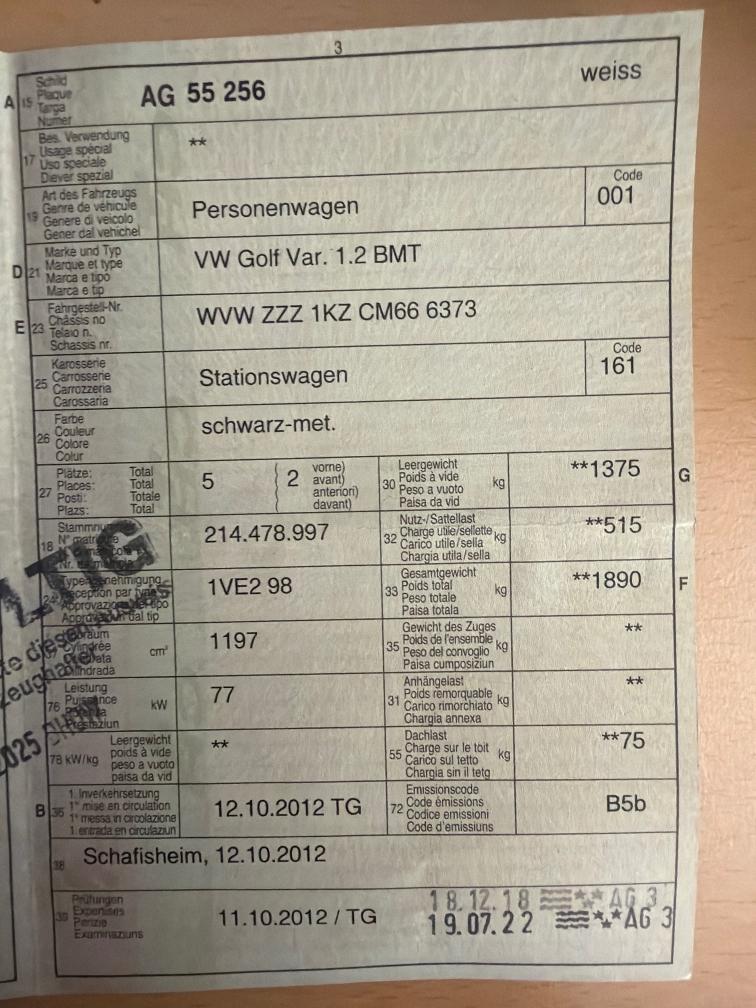 3
A
15
Schild
Plaque
Targa
Numer
AG 55 256
weiss
17
Bes. Verwendung
Usage spécial
Uso speciale
Diever spezial
**
19
Art des Fahrzeugs
Genre de véhicule
Genere di veicolo
Gener dal vehichel
Personenwagen
Code
001
D
21
Marke und Typ
Marque et type
Marca e tipo
Marca e tip
VW Golf Var. 1.2 BMT
E
23
Fahrgestell-Nr.
Châssis no
Telaio n.
Schassis nr.
WVW ZZZ 1KZ CM66 6373
25
Karosserie
Carrosserie
Carrozzeria
Carossaria
Stationswagen
Code
161
26
Farbe
Couleur
Colore
Colur
schwarz-met.
27
Plätze: Total
Places: Total
Posti: Totale
Plazs: Total
5
2
vorne)
avant)
anteriori)
davant)
30
Leergewicht
Poids à vide
Peso a vuoto
Paisa da vid
kg
**1375
G
18
N° matricule
214.478.997
32
Nutz-/Sattellast
Charge utile/sellette
Carico utile/sella
Chargia utila/sella
kg
**515
24
1VE2 98
33
Gesamtgewicht
Poids total
Peso totale
Paisa totala
kg
**1890
F
cm³
1197
35
Gewicht des Zuges
Poids de l'ensemble
Peso del convoglio
Paisa cumposiziun
kg
**
76
Leistung
Puissance
Prestaziun
kW
77
31
Anhängelast
Poids remorquable
Carico rimorchiato
Chargia annexa
kg
**
78 kW/kg
Leergewicht
poids à vide
peso a vuoto
paisa da vid
**
55
Dachlast
Charge sur le toit
Carico sul tetto
Chargia sin il tetg
kg
**75
B
36
1. Inverkehrsetzung
1re mise en circulation
1a messa in circolazione
1. entrada en circulaziun
12.10.2012 TG
72
Emissionscode
Code émissions
Codice emissioni
Code d'emissiuns
B5b
38
Schafisheim, 12.10.2012
39
Prüfungen
Expertises
Perizie
Examinaziuns
11.10.2012 / TG
18.12.18 AG 3
19.07.22 AG 3
2025